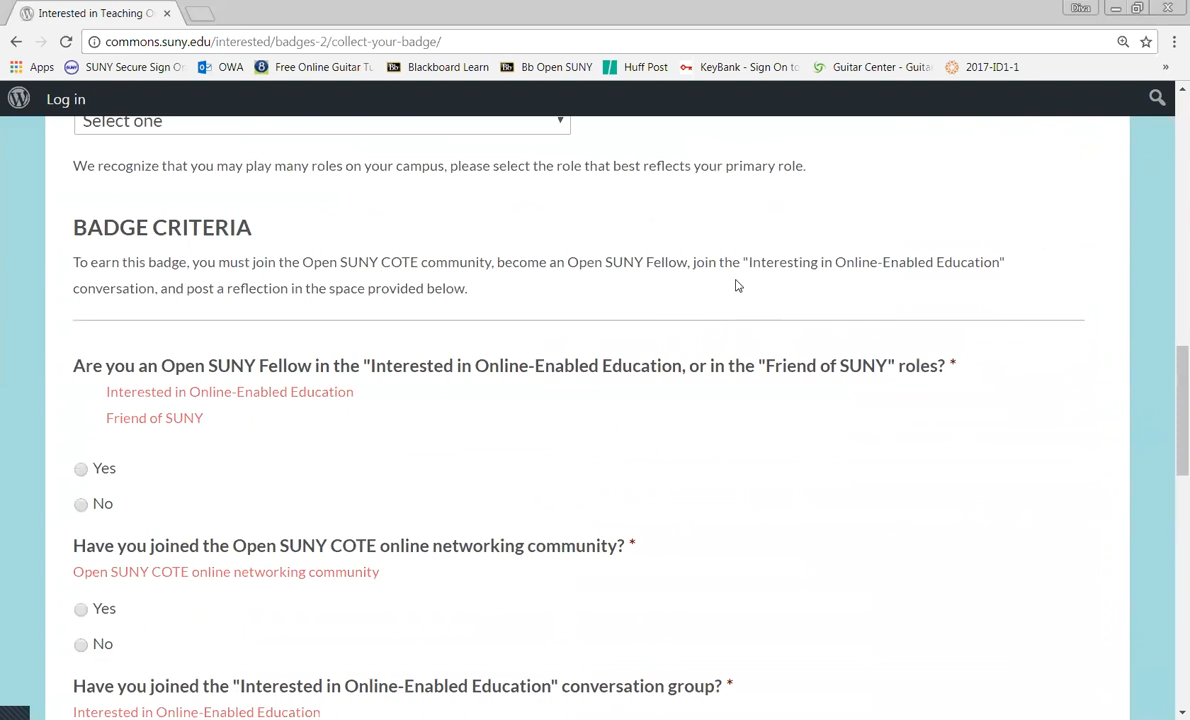 Interested in Teaching O
Diva
commons.suny.edu/interested/badges-2/collect-your-badge/
Apps SUNY Secure Sign O OWA Free Online Guitar Tu Bb Blackboard Learn Bb Bb Open SUNY Huff Post KeyBank - Sign On to Guitar Center - Guita 2017-ID1-1 »
Log in
Select one
We recognize that you may play many roles on your campus, please select the role that best reflects your primary role.
BADGE CRITERIA
To earn this badge, you must join the Open SUNY COTE community, become an Open SUNY Fellow, join the "Interesting in Online-Enabled Education"
conversation, and post a reflection in the space provided below.
Are you an Open SUNY Fellow in the "Interested in Online-Enabled Education, or in the "Friend of SUNY" roles? *
Interested in Online-Enabled Education
Friend of SUNY
Yes
No
Have you joined the Open SUNY COTE online networking community? *
Open SUNY COTE online networking community
Yes
No
Have you joined the "Interested in Online-Enabled Education" conversation group? *
Interested in Online-Enabled Education